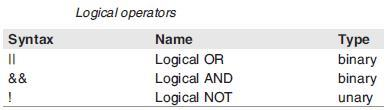 Logical operators
Syntax Name Type
|| Logical OR binary
&& Logical AND binary
! Logical NOT unary